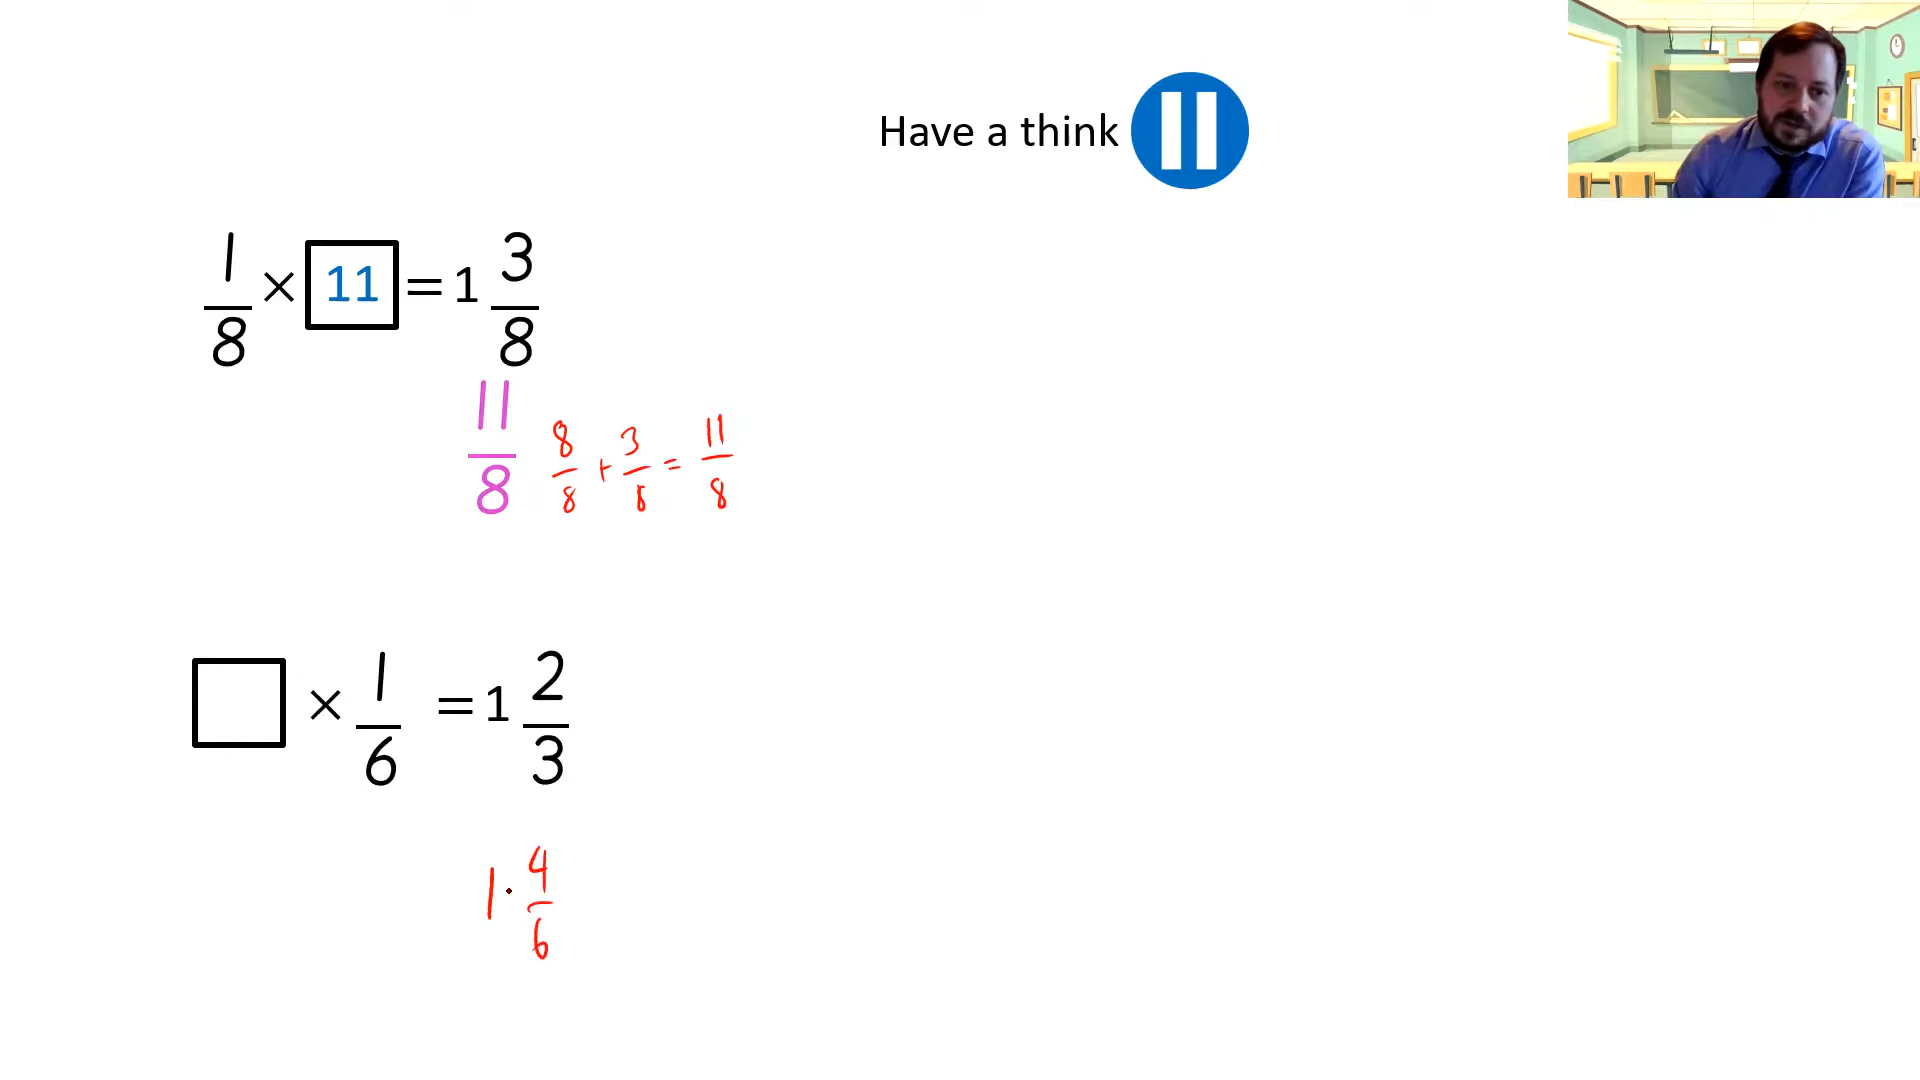 Have a think
1/8 × 11 = 1 3/8
11/8 8/8 + 3/8 = 11/8
□ × 1/6 = 1 2/3
1 4/6